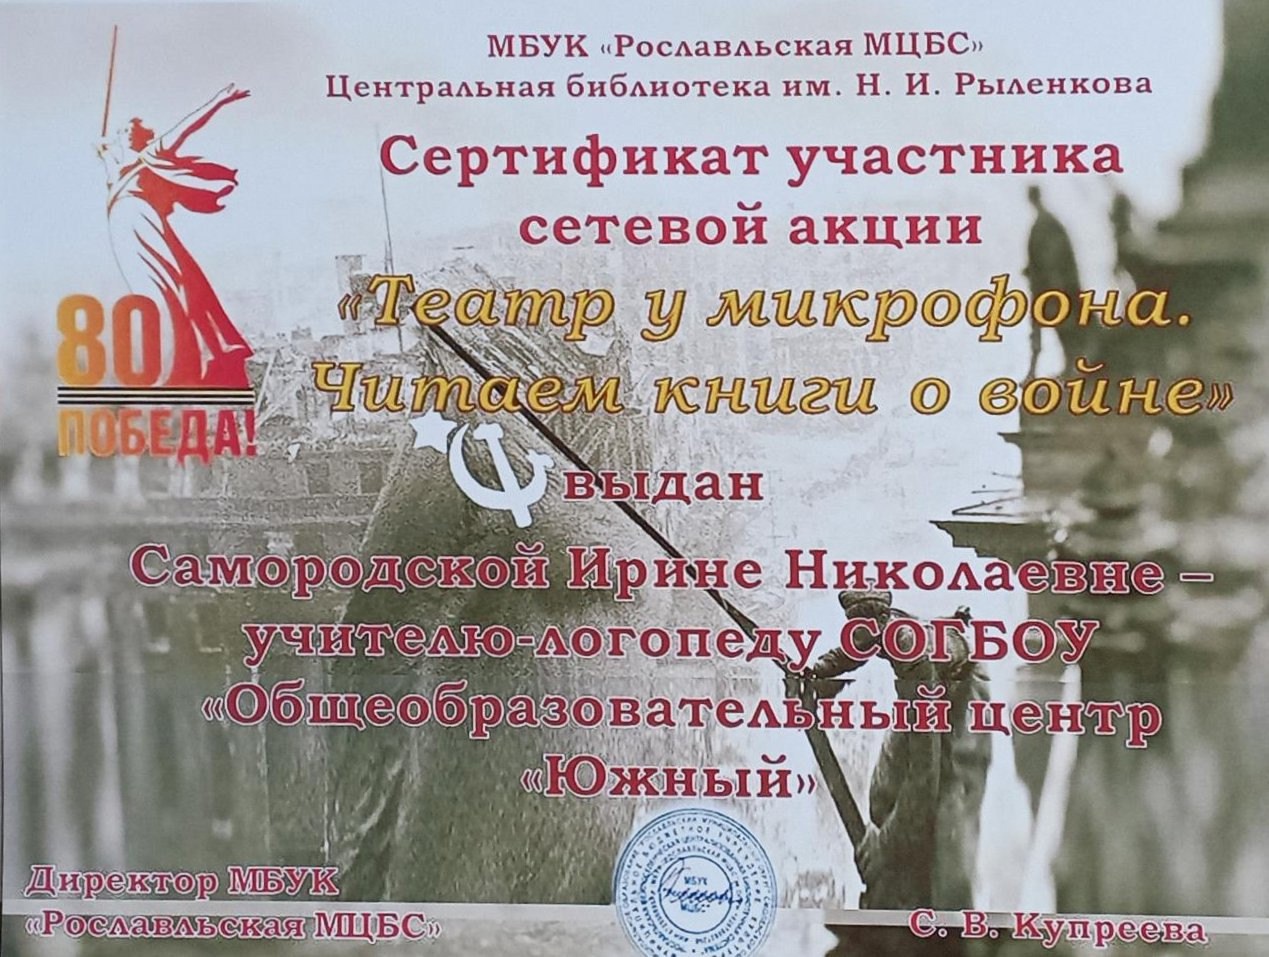 МБУК «Рославльская МЦБС»
Центральная библиотека им. Н. И. Рыленкова
Сертификат участника
сетевой акции
«Театр у микрофона.
Читаем книги о войне»
80
ПОБЕДА!
выдан
Самородской Ирине Николаевне –
учителю-логопеду СОГБОУ
«Общеобразовательный центр
«Южный»
Директор МБУК
«Рославльская МЦБС»
МБУК
С. В. Купреева